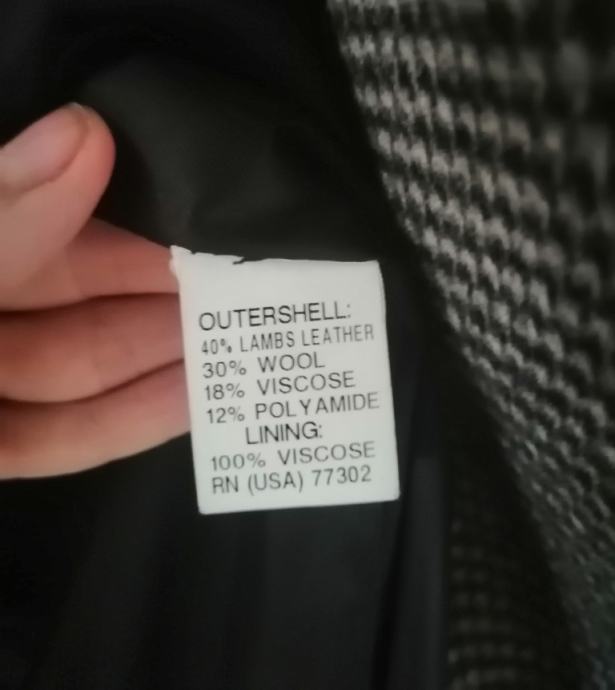 OUTERSHELL:
40% LAMBS LEATHER
30% WOOL
18% VISCOSE
12% POLYAMIDE
LINING:
100% VISCOSE
RN (USA) 77302